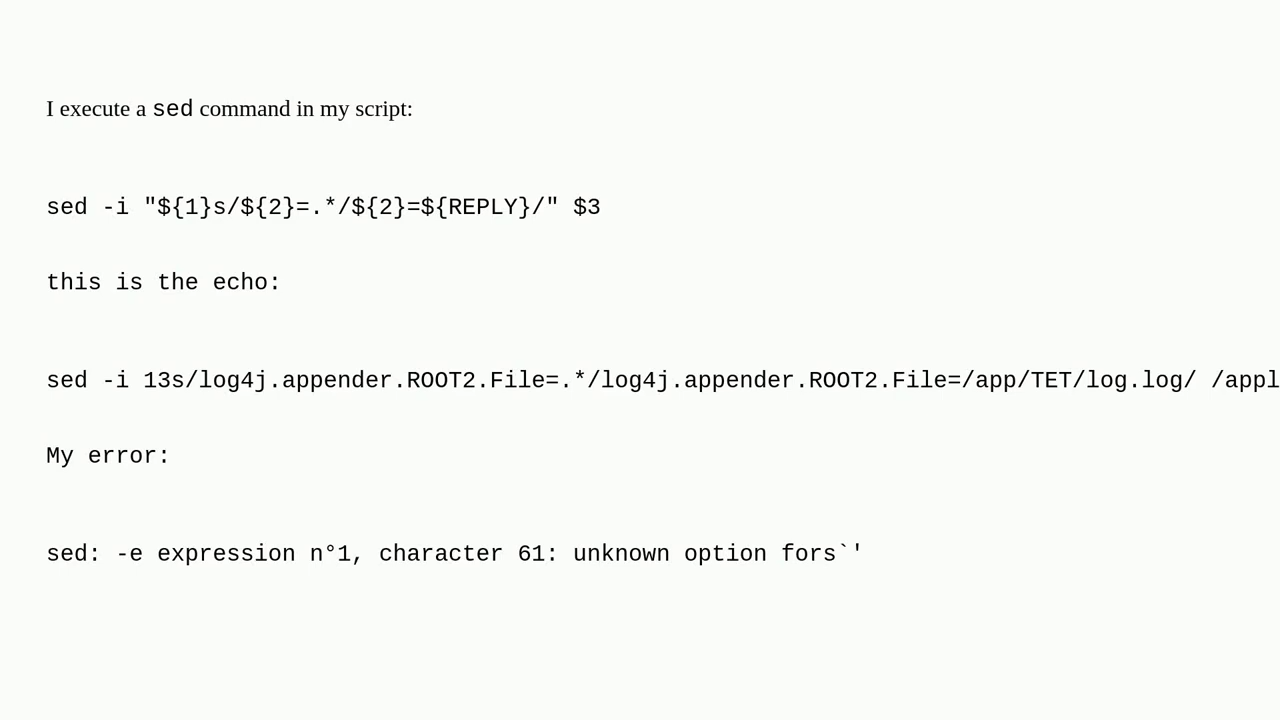 I execute a sed command in my script:
sed -i "${1}s/${2}=.*/${2}=${REPLY}/" $3
this is the echo:
sed -i 13s/log4j.appender.ROOT2.File=.*/log4j.appender.ROOT2.File=/app/TET/log.log/ /appl
My error:
sed: -e expression n°1, character 61: unknown option fors`'